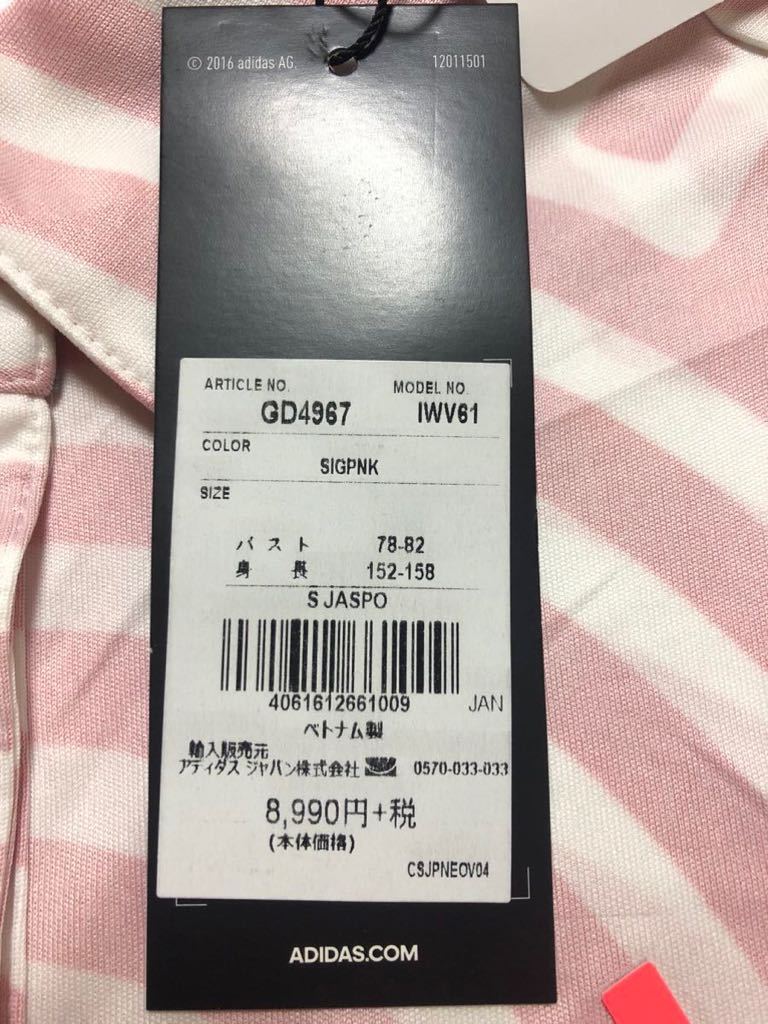 © 2016 adidas AG. 12011501
ARTICLE NO. MODEL NO.
GD4967 IWV61
COLOR
SIGPNK
SIZE
バスト 78-82
身長 152-158
S JASPO
4061612661009 JAN
ベトナム製
輸入販売元
アディダス ジャパン株式会社 0570-033-033
8,990円+税
(本体価格)
CSJPNEOV04
ADIDAS.COM